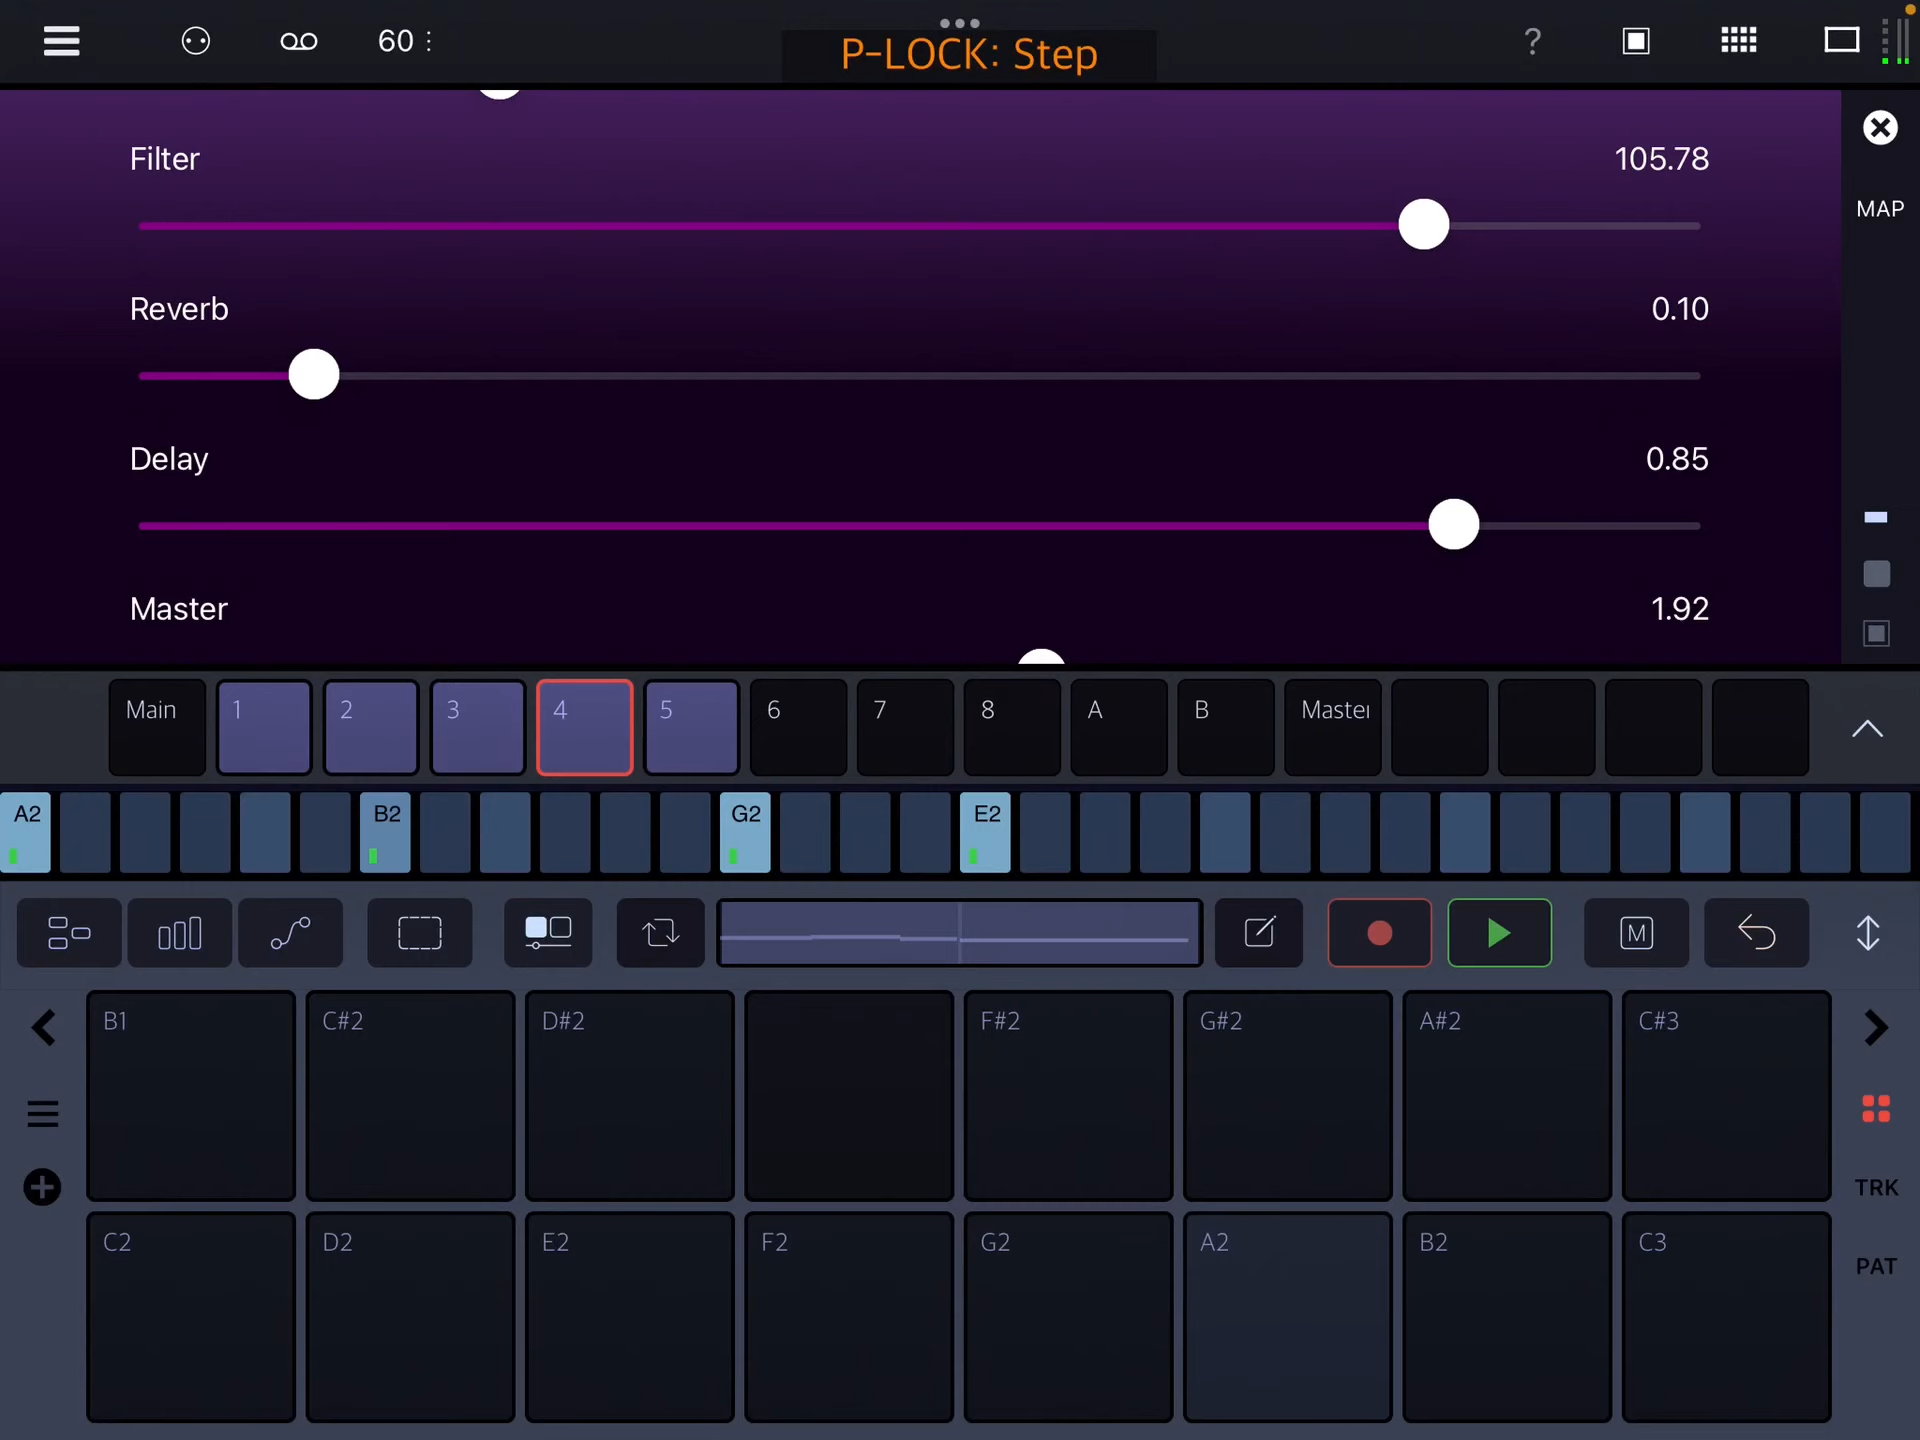 60
P-LOCK: Step
?
Filter
105.78
MAP
Reverb
0.10
Delay
0.85
Master
1.92
Main
1
2
3
4
5
6
7
8
A
B
Master
A2
B2
G2
E2
M
B1
C#2
D#2
F#2
G#2
A#2
C#3
TRK
C2
D2
E2
F2
G2
A2
B2
C3
PAT